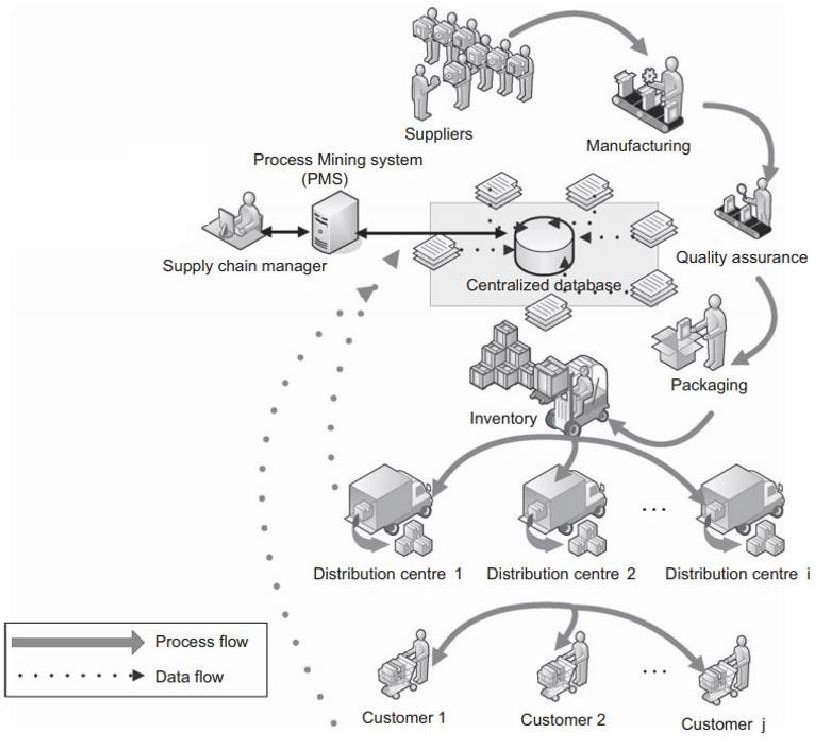 Suppliers
Manufacturing
Process Mining system
(PMS)
Supply chain manager
Centralized database
Quality assurance
Packaging
Inventory
...
Distribution centre 1
Distribution centre 2
Distribution centre i
Process flow
Data flow
...
Customer 1
Customer 2
Customer j